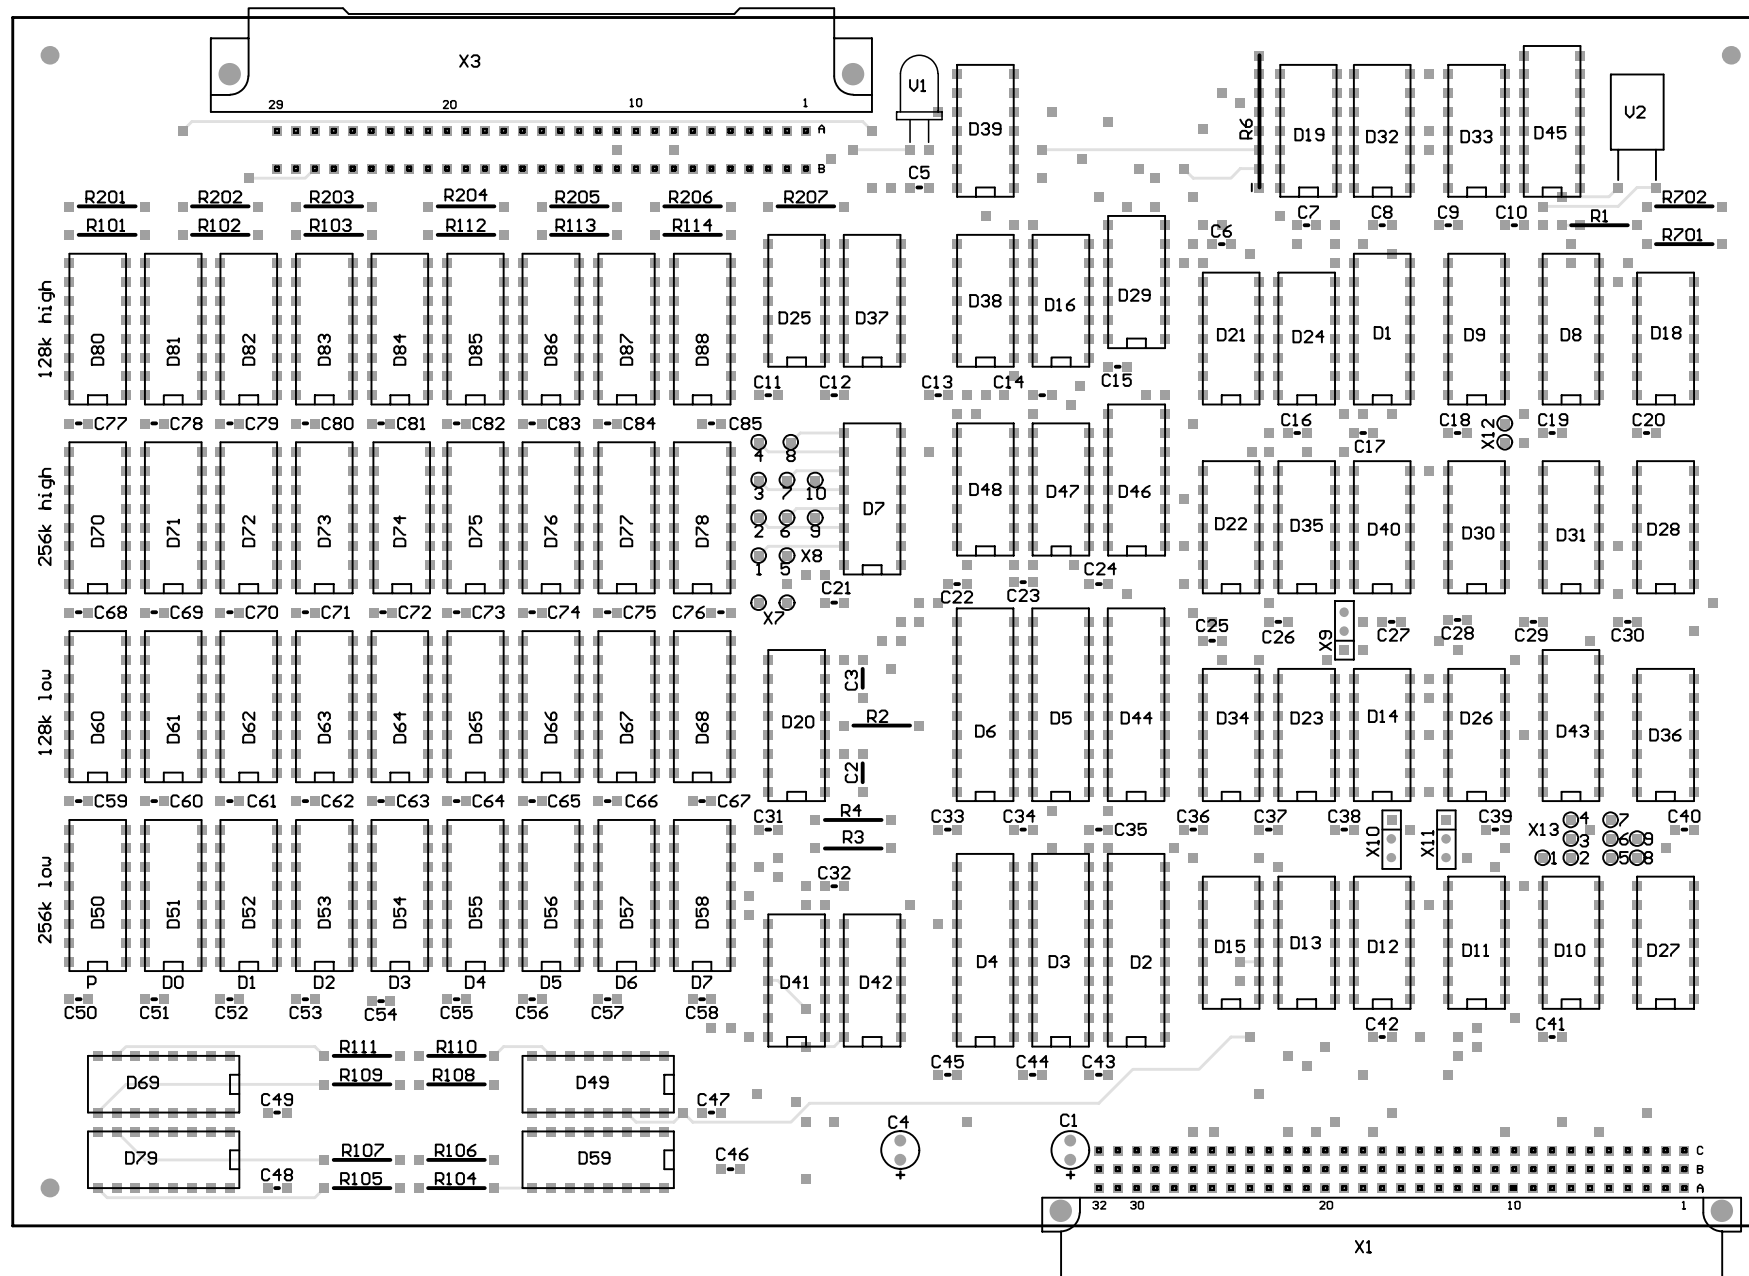 X3
29 20 10 1
A
V1
D39
R6
D19 D32 D33 D45
V2
B
C5
1
R201 R202 R203 R204 R205 R206 R207
R702
R101 R102 R103 R112 R113 R114
C6 C7 C8 C9 C10 R1
R701
128k high
D80 D81 D82 D83 D84 D85 D86 D87 D88
D25 D37 D38 D16 D29
D21 D24 D1 D9 D8 D18
C11 C12 C13 C14 C15
C77 C78 C79 C80 C81 C82 C83 C84 C85
C16 C17 C18 X12 C19 C20
256k high
D70 D71 D72 D73 D74 D75 D76 D77 D78
4 8
3 7 10
2 6 9
1 5 X8
X7
D7
D48 D47 D46
D22 D35 D40 D30 D31 D28
C21 C22 C23 C24
C68 C69 C70 C71 C72 C73 C74 C75 C76
C25 C26 X9 C27 C28 C29 C30
128k low
D60 D61 D62 D63 D64 D65 D66 D67 D68
C3
D20 R2
C2
D6 D5 D44
D34 D23 D14 D26 D43 D36
C59 C60 C61 C62 C63 C64 C65 C66 C67
C31 R4
R3
C32
C33 C34 C35 C36 C37 C38 C39 C40
X10 X11 X13
4 7
3 6 9
1 2 5 8
256k low
D50 D51 D52 D53 D54 D55 D56 D57 D58
D41 D42 D4 D3 D2
D15 D13 D12 D11 D10 D27
P D0 D1 D2 D3 D4 D5 D6 D7
C50 C51 C52 C53 C54 C55 C56 C57 C58
C42 C41
R111 R110
C45 C44 C43
D69 R109 R108 D49
C49 C47
C4 C1
D79 R107 R106 D59 C46
C48 R105 R104
+ +
C
B
A
32 30 20 10 1
X1